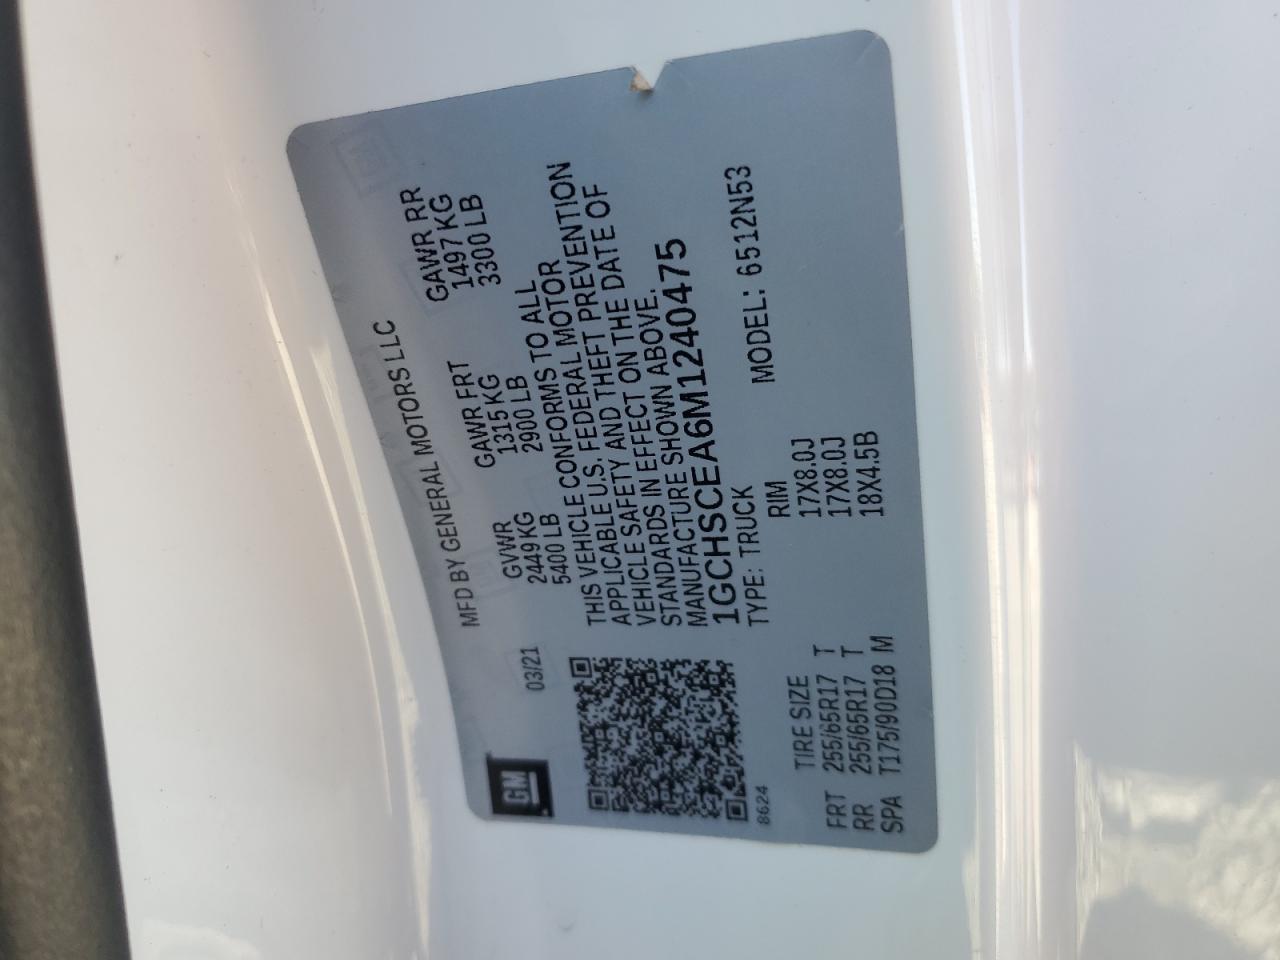 GM
MFD BY GENERAL MOTORS LLC
03/21
GVWR GAWR FRT GAWR RR
2449 KG 1315 KG 1497 KG
5400 LB 2900 LB 3300 LB
THIS VEHICLE CONFORMS TO ALL
APPLICABLE U.S. FEDERAL MOTOR
VEHICLE SAFETY AND THEFT PREVENTION
STANDARDS IN EFFECT ON THE DATE OF
MANUFACTURE SHOWN ABOVE.
1GCHSCEA6M1240475
8624
TYPE: TRUCK MODEL: 6512N53
TIRE SIZE RIM
FRT 255/65R17 T 17X8.0J
RR 255/65R17 T 17X8.0J
SPA T175/90D18 M 18X4.5B